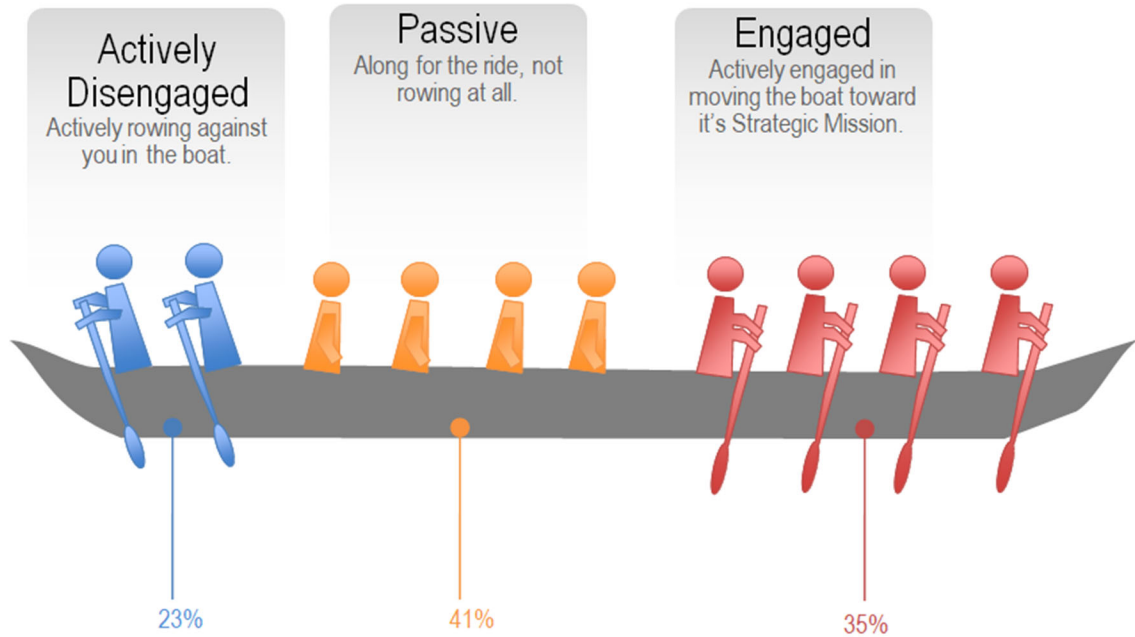 Actively
Disengaged
Actively rowing against
you in the boat.
Passive
Along for the ride, not
rowing at all.
Engaged
Actively engaged in
moving the boat toward
it's Strategic Mission.
23%
41%
35%